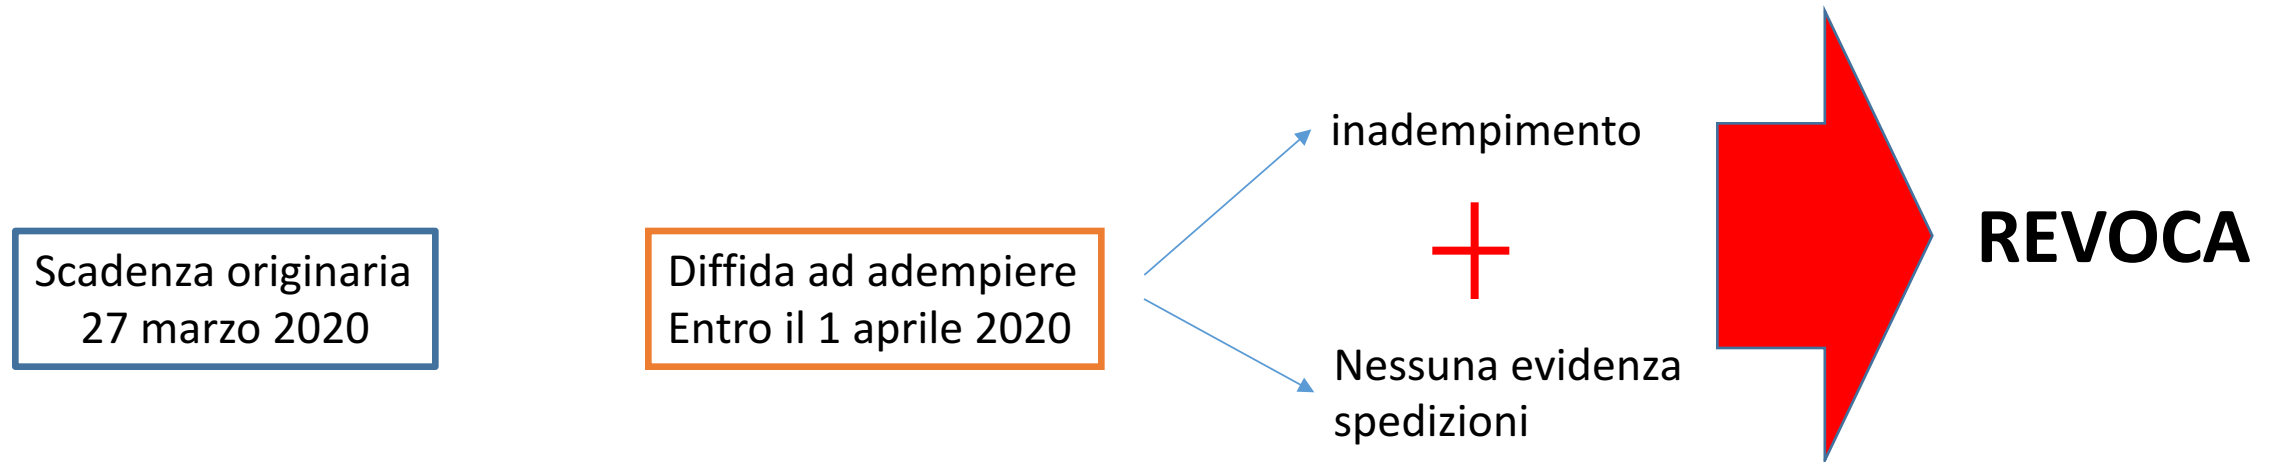 Scadenza originaria
27 marzo 2020
Diffida ad adempiere
Entro il 1 aprile 2020
inadempimento
Nessuna evidenza
spedizioni
REVOCA